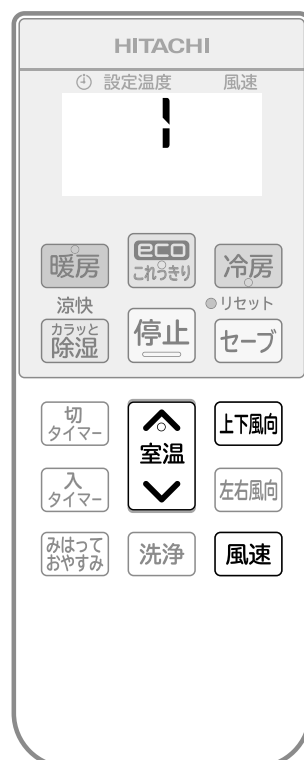 HITACHI
設定温度 風速
1
暖房 eco これっきり 冷房
涼快 リセット
カラッと
除湿 停止 セーブ
切
タイマー
室温
上下風向
入
タイマー
左右風向
みはって
おやすみ
洗浄
風速